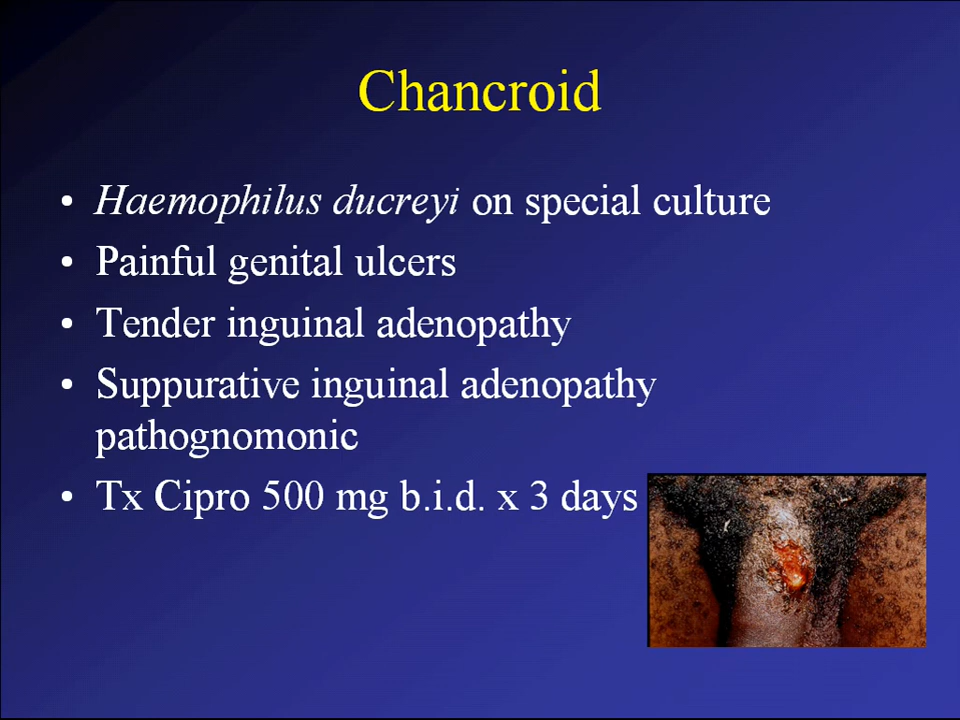 Chancroid
• Haemophilus ducreyi on special culture
• Painful genital ulcers
• Tender inguinal adenopathy
• Suppurative inguinal adenopathy
pathognomonic
• Tx Cipro 500 mg b.i.d. x 3 days